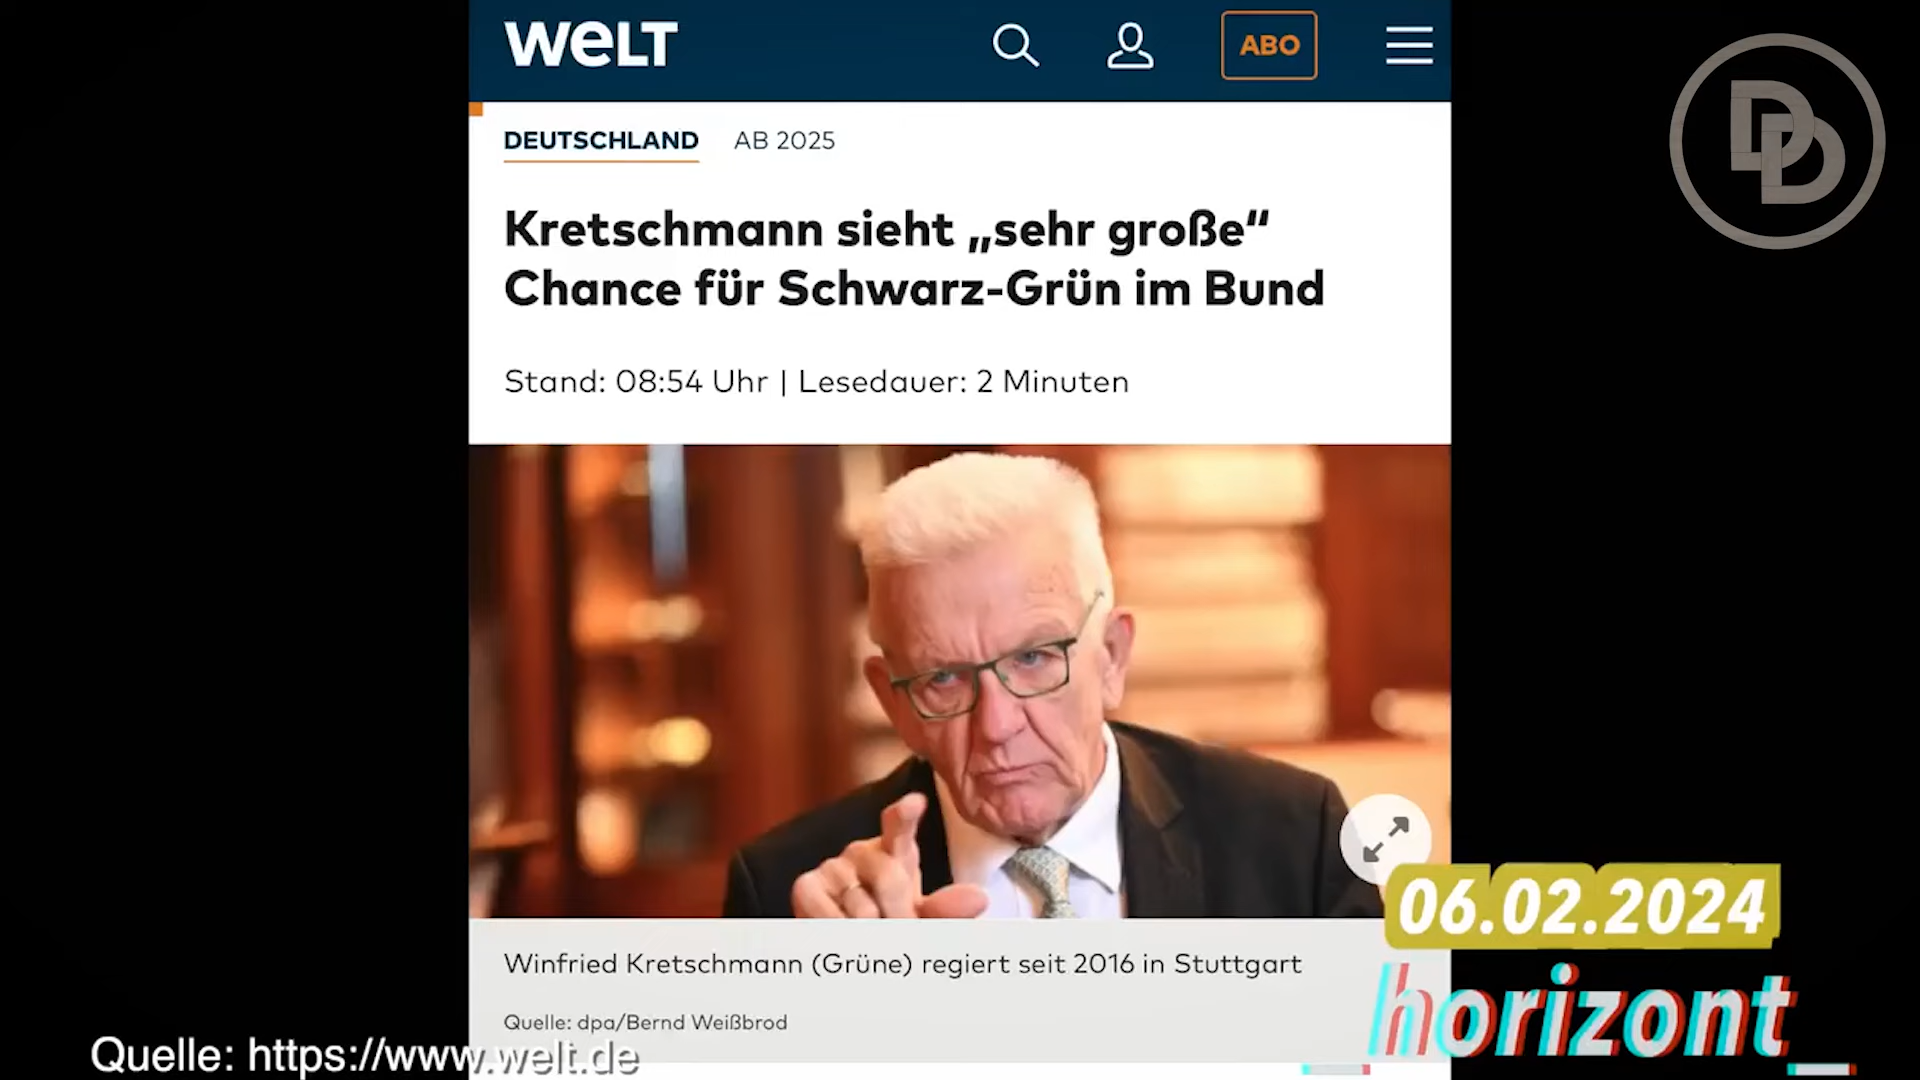 WELT
ABO
DEUTSCHLAND AB 2025
Kretschmann sieht „sehr große“
Chance für Schwarz-Grün im Bund
Stand: 08:54 Uhr | Lesedauer: 2 Minuten
Winfried Kretschmann (Grüne) regiert seit 2016 in Stuttgart
Quelle: dpa/Bernd Weißbrod
Quelle: https://www.welt.de
06.02.2024
horizont_
DD